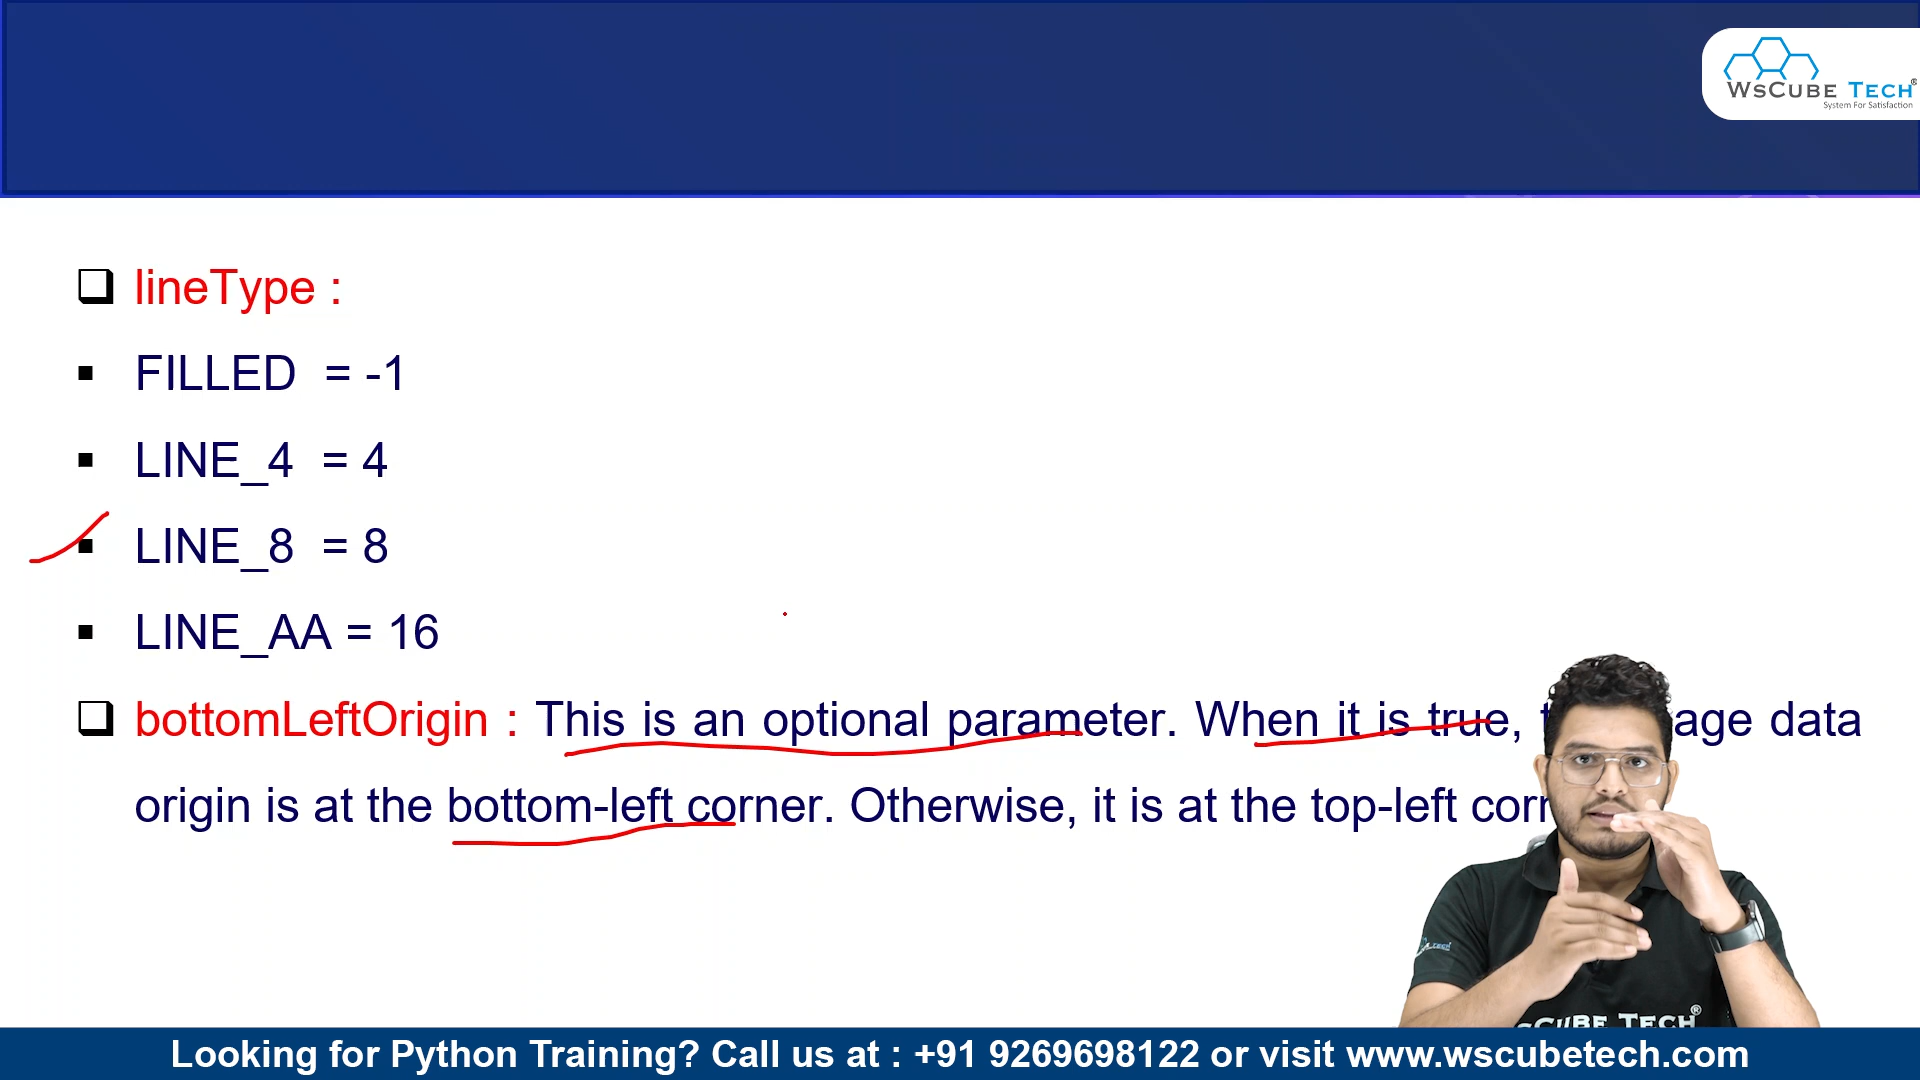 WsCube Tech®
System For Satisfaction
lineType :
FILLED = -1
LINE_4 = 4
LINE_8 = 8
LINE_AA = 16
bottomLeftOrigin : This is an optional parameter. When it is true, age data
origin is at the bottom-left corner. Otherwise, it is at the top-left corn
CUBE TECH®
Looking for Python Training? Call us at : +91 9269698122 or visit www.wscubetech.com